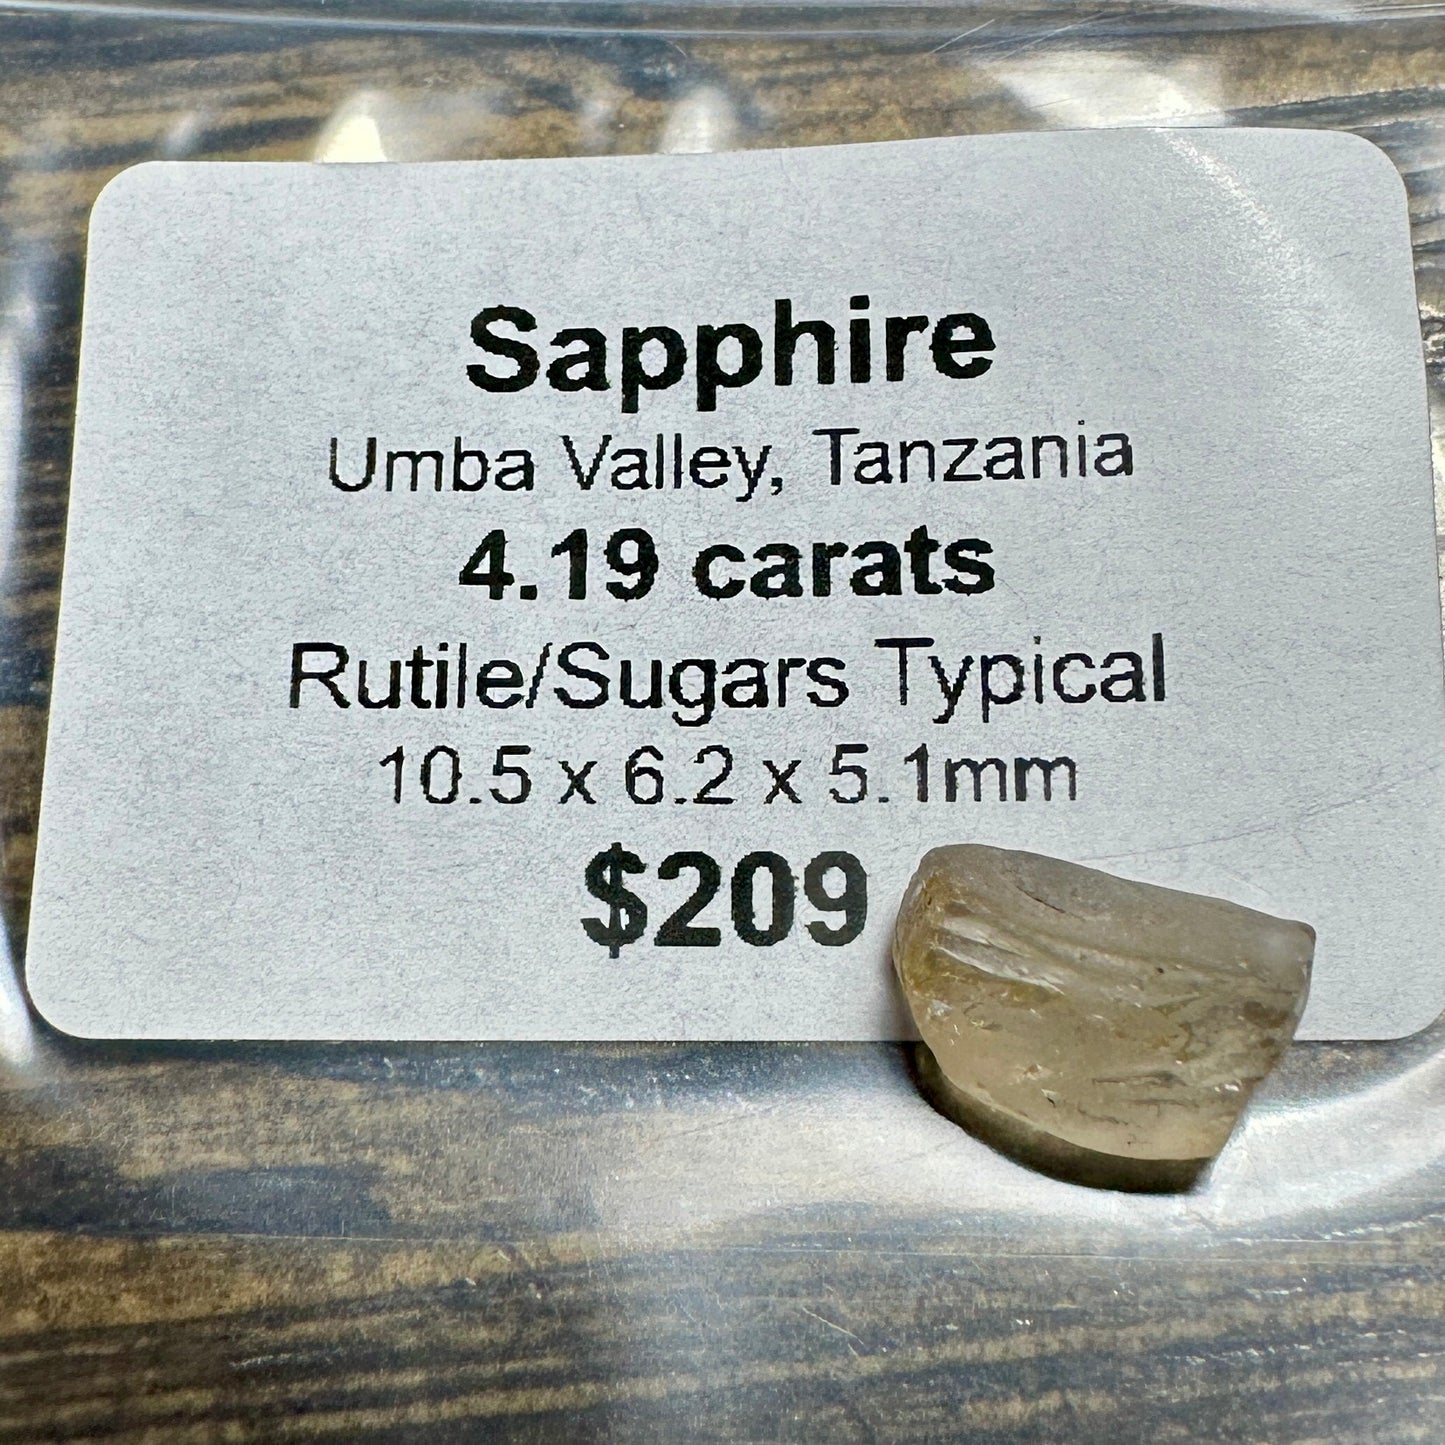 Sapphire
Umba Valley, Tanzania
4.19 carats
Rutile/Sugars Typical
10.5 x 6.2 x 5.1mm
$209